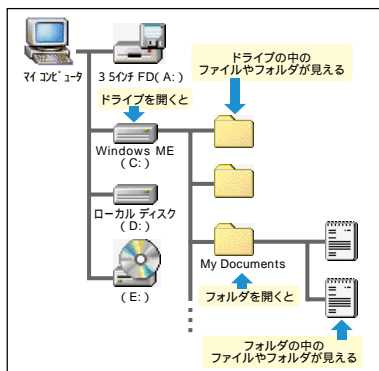 ドライブの中の
ファイルやフォルダが見える
マイ コンピュータ
3.5インチ FD(A:)
ドライブを開くと
Windows ME
(C:)
ローカル ディスク
(D:)
My Documents
(E:)
フォルダを開くと
フォルダの中の
ファイルやフォルダが見える